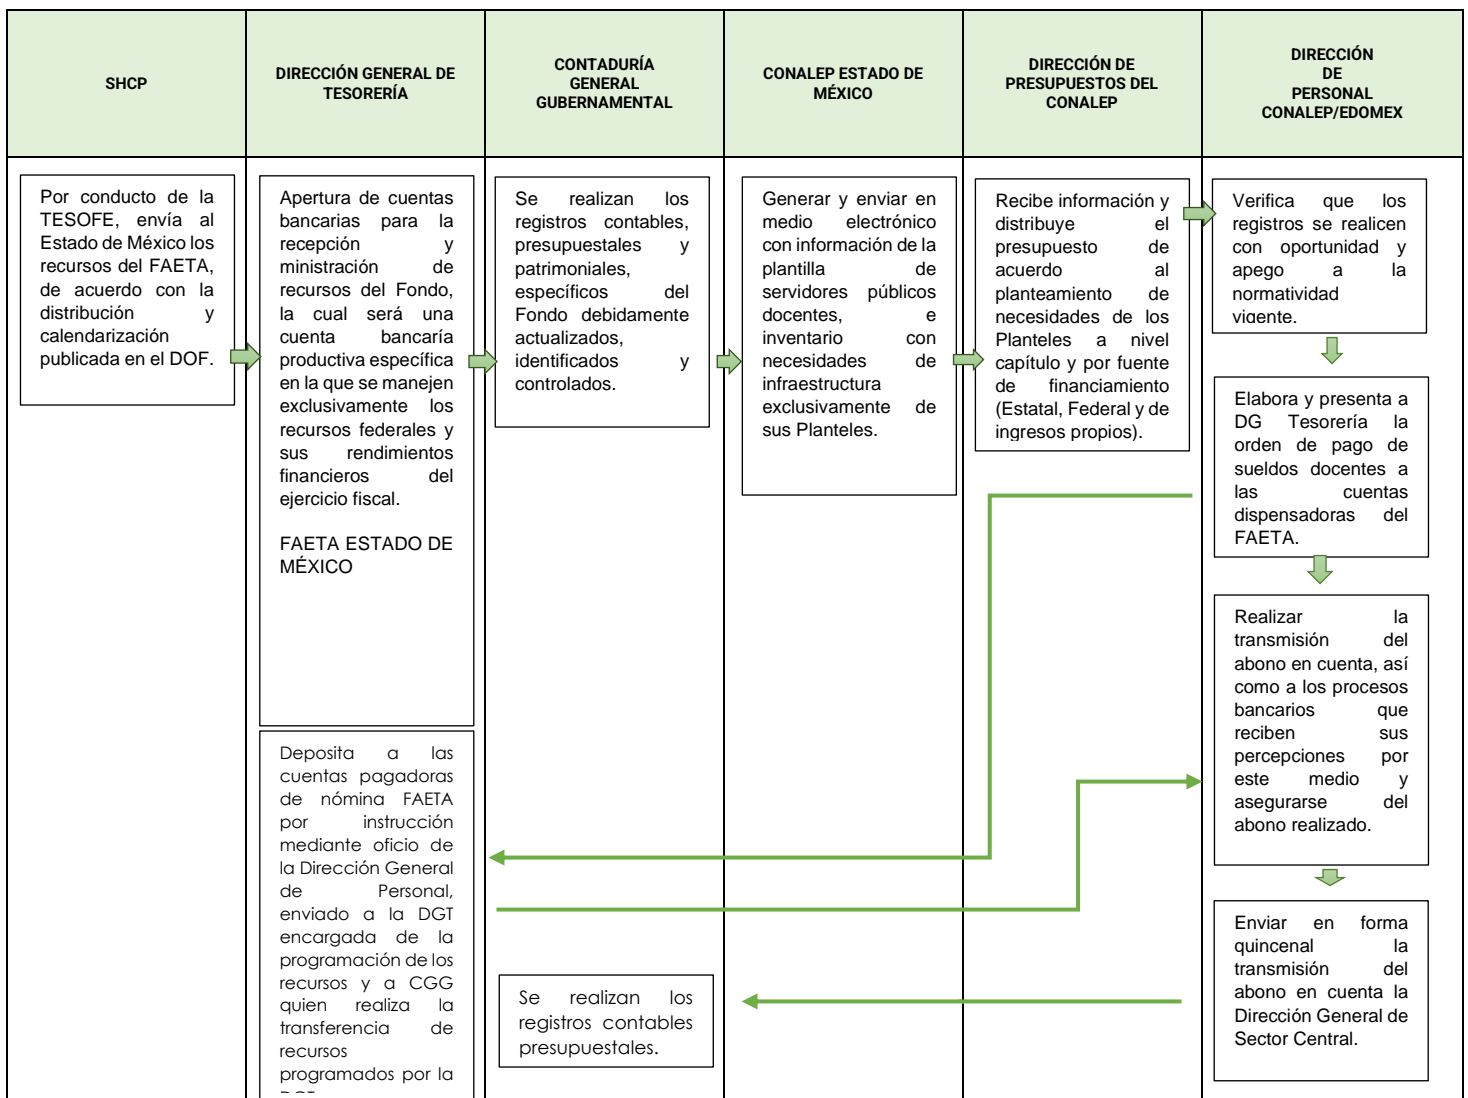 SHCP
DIRECCIÓN GENERAL DE
TESORERÍA
CONTADURÍA
GENERAL
GUBERNAMENTAL
CONALEP ESTADO DE
MÉXICO
DIRECCIÓN DE
PRESUPUESTOS DEL
CONALEP
DIRECCIÓN
DE
PERSONAL
CONALEP/EDOMEX
Por conducto de la
TESOFE, envía al
Estado de México los
recursos del FAETA,
de acuerdo con la
distribución y
calendarización
publicada en el DOF.
Apertura de cuentas
bancarias para la
recepción y
ministración de
recursos del Fondo,
la cual será una
cuenta bancaría
productiva específica
en la que se manejen
exclusivamente los
recursos federales y
sus rendimientos
financieros del
ejercicio fiscal.
FAETA ESTADO DE
MÉXICO
Deposita a las
cuentas pagadoras
de nómina FAETA
por instrucción
mediante oficio de
la Dirección General
de Personal,
enviado a la DGT
encargada de la
programación de los
recursos y a CGG
quien realiza la
transferencia de
recursos
programados por la
DGT
Se realizan los
registros contables,
presupuestales y
patrimoniales,
específicos del
Fondo debidamente
actualizados,
identificados y
controlados.
Se realizan los
registros contables
presupuestales.
Generar y enviar en
medio electrónico
con información de la
plantilla de
servidores públicos
docentes, e
inventario con
necesidades de
infraestructura
exclusivamente de
sus Planteles.
Recibe información y
distribuye el
presupuesto de
acuerdo al
planteamiento de
necesidades de los
Planteles a nivel
capítulo y por fuente
de financiamiento
(Estatal, Federal y de
ingresos propios).
Verifica que los
registros se realicen
con oportunidad y
apego a la
normatividad
vigente.
Elabora y presenta a
DG Tesorería la
orden de pago de
sueldos docentes a
las cuentas
dispensadoras del
FAETA.
Realizar la
transmisión del
abono en cuenta, así
como a los procesos
bancarios que
reciben sus
percepciones por
este medio y
asegurarse del
abono realizado.
Enviar en forma
quincenal la
transmisión del
abono en cuenta la
Dirección General de
Sector Central.